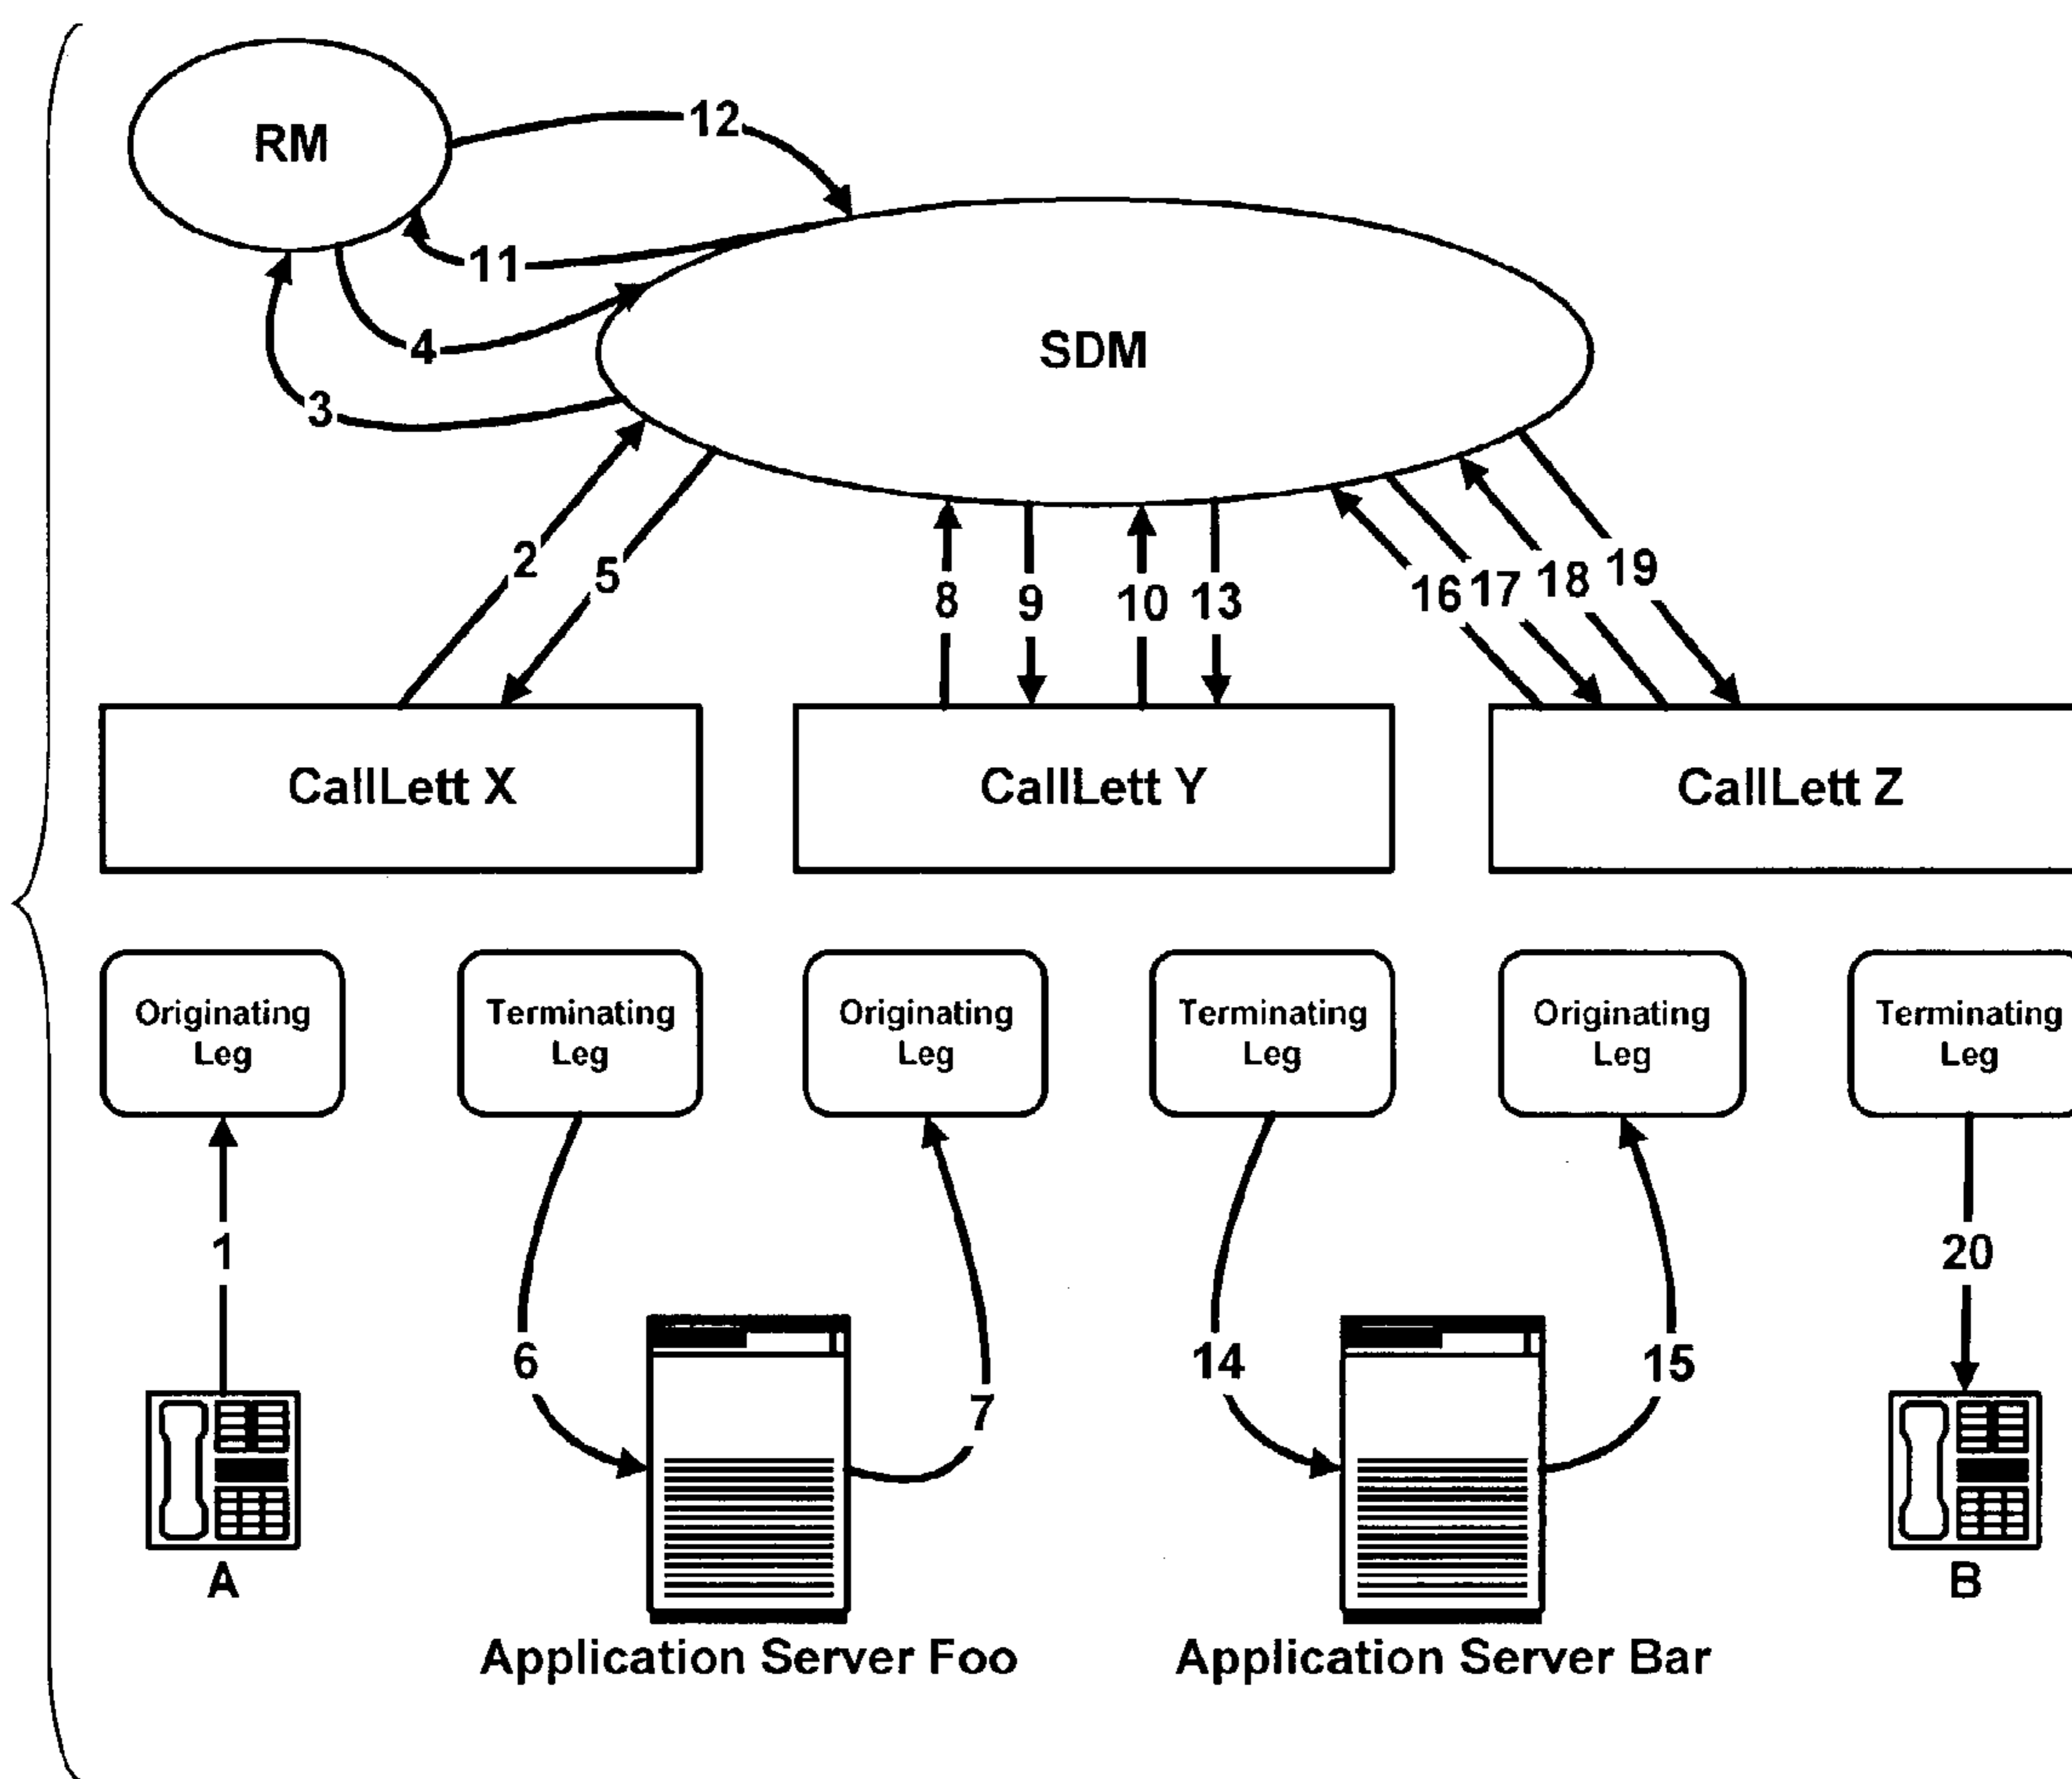 RM
12
11
4
SDM
3
2
5
8
9
10
13
16
17
18
19
CallLett X
CallLett Y
CallLett Z
Originating
Leg
Terminating
Leg
Originating
Leg
Terminating
Leg
Originating
Leg
Terminating
Leg
1
20
6
7
14
15
A
B
Application Server Foo
Application Server Bar